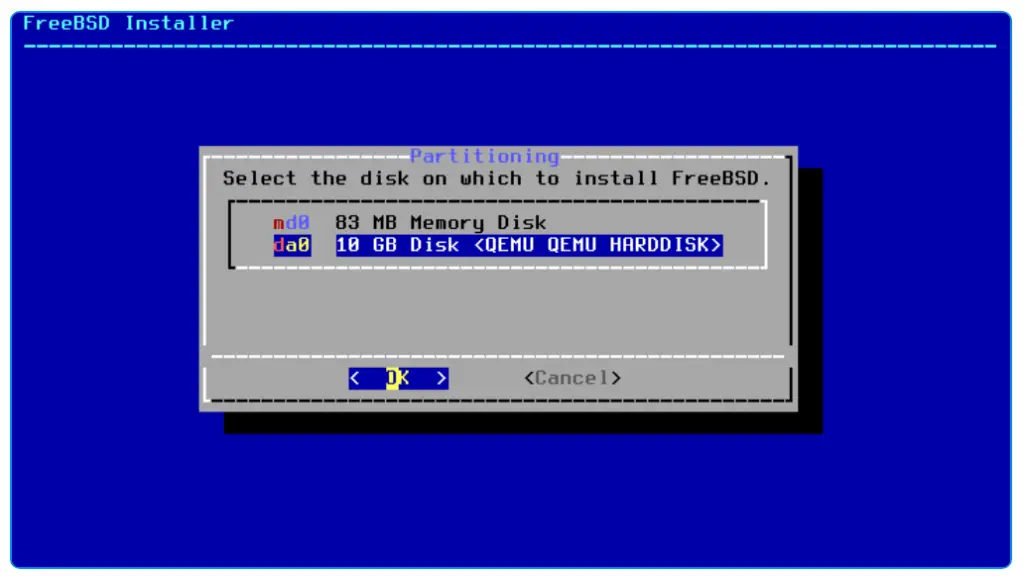 FreeBSD Installer
Partitioning
Select the disk on which to install FreeBSD.
md0 83 MB Memory Disk
da0 10 GB Disk <QEMU QEMU HARDDISK>
< OK > <Cancel>